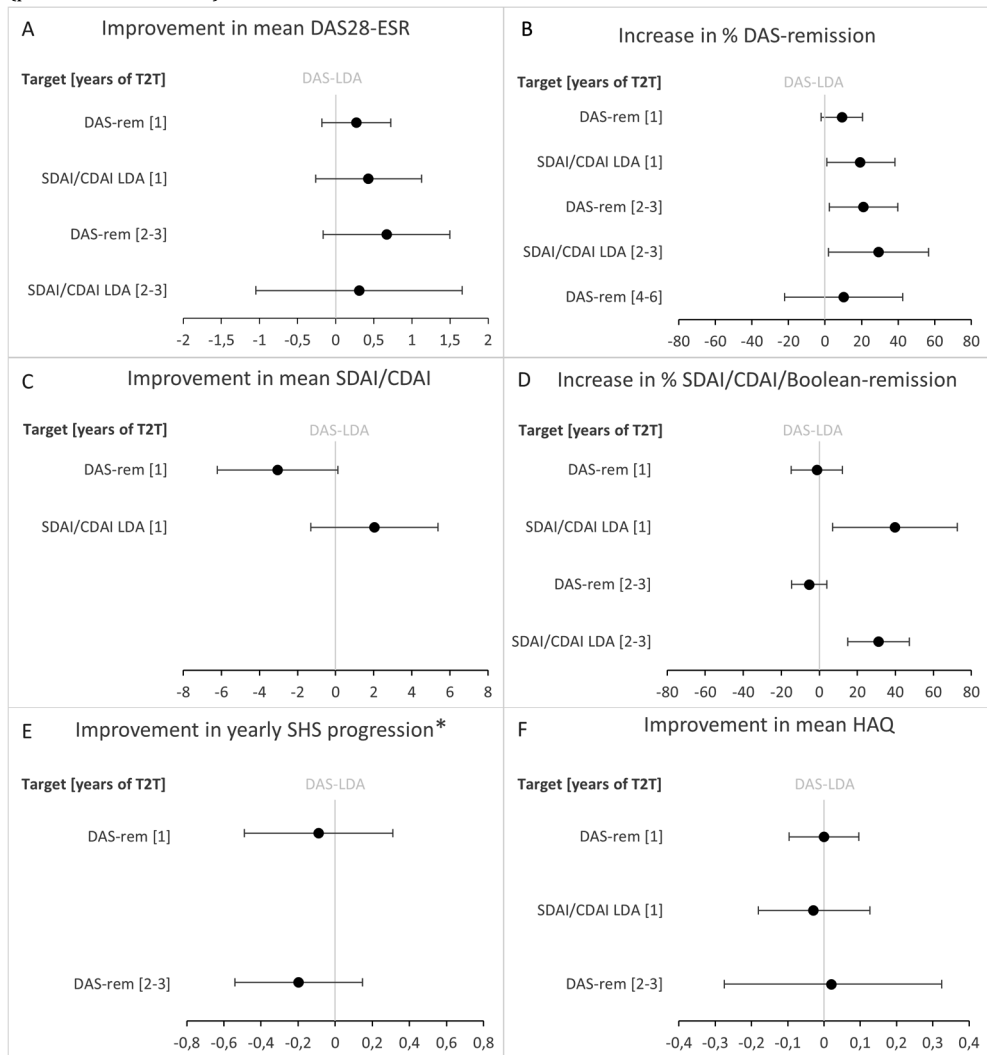 A Improvement in mean DAS28-ESR
Target [years of T2T] DAS-LDA
DAS-rem [1]
SDAI/CDAI LDA [1]
DAS-rem [2-3]
SDAI/CDAI LDA [2-3]
-2 -1,5 -1 -0,5 0 0,5 1 1,5 2
B Increase in % DAS-remission
Target [years of T2T] DAS-LDA
DAS-rem [1]
SDAI/CDAI LDA [1]
DAS-rem [2-3]
SDAI/CDAI LDA [2-3]
DAS-rem [4-6]
-80 -60 -40 -20 0 20 40 60 80
C Improvement in mean SDAI/CDAI
Target [years of T2T] DAS-LDA
DAS-rem [1]
SDAI/CDAI LDA [1]
-8 -6 -4 -2 0 2 4 6 8
D Increase in % SDAI/CDAI/Boolean-remission
Target [years of T2T] DAS-LDA
DAS-rem [1]
SDAI/CDAI LDA [1]
DAS-rem [2-3]
SDAI/CDAI LDA [2-3]
-80 -60 -40 -20 0 20 40 60 80
E Improvement in yearly SHS progression*
Target [years of T2T] DAS-LDA
DAS-rem [1]
DAS-rem [2-3]
-0,8 -0,6 -0,4 -0,2 0 0,2 0,4 0,6 0,8
F Improvement in mean HAQ
Target [years of T2T] DAS-LDA
DAS-rem [1]
SDAI/CDAI LDA [1]
DAS-rem [2-3]
-0,4 -0,3 -0,2 -0,1 0 0,1 0,2 0,3 0,4